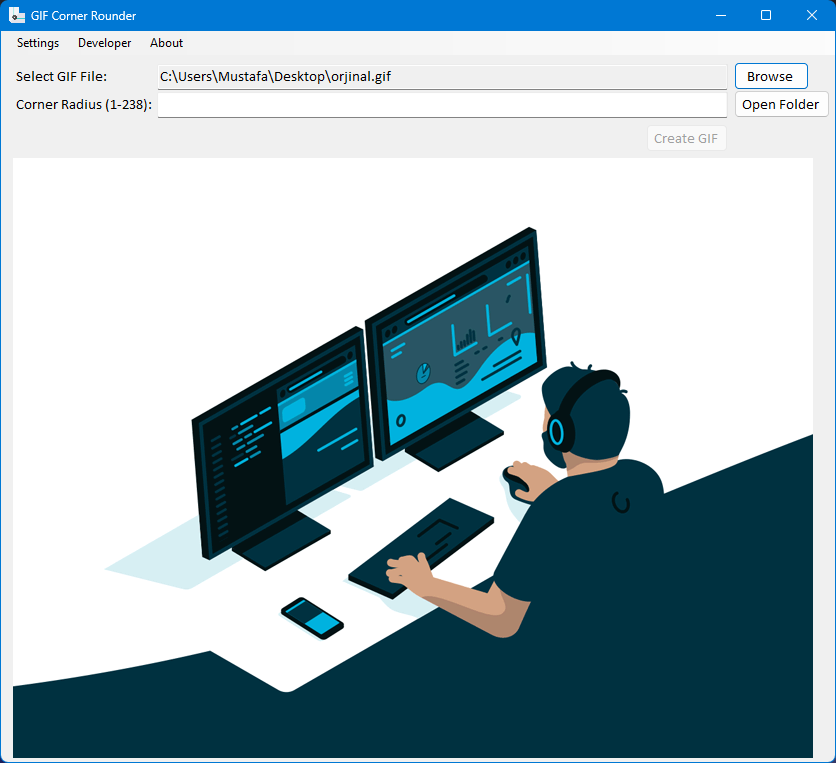 GIF Corner Rounder
Settings Developer About
Select GIF File: C:\Users\Mustafa\Desktop\orjinal.gif Browse
Corner Radius (1-238): Open Folder
Create GIF